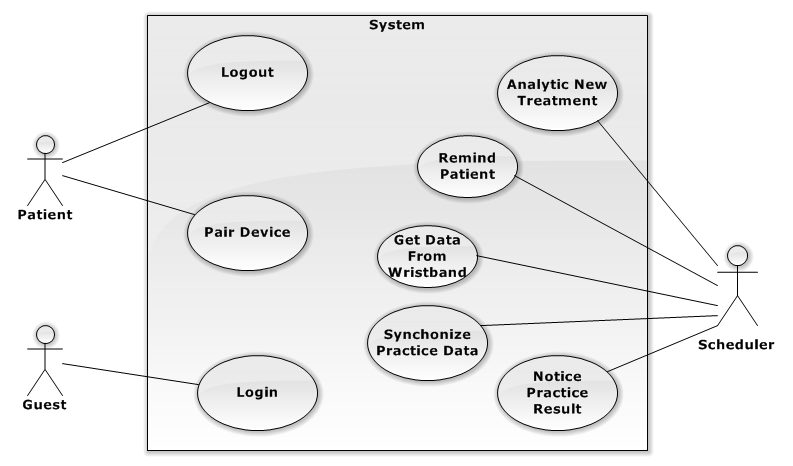 System
Logout
Analytic New
Treatment
Remind
Patient
Patient
Pair Device
Get Data
From
Wristband
Synchonize
Practice Data
Scheduler
Guest
Login
Notice
Practice
Result